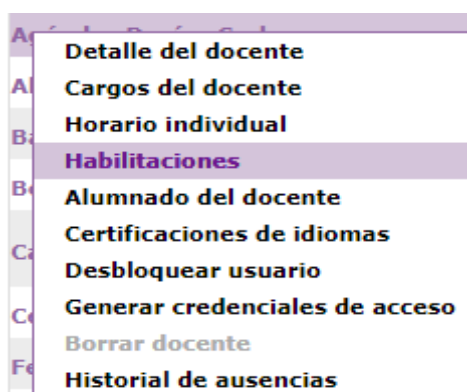 Detalle del docente
Cargos del docente
Horario individual
Habilitaciones
Alumnado del docente
Certificaciones de idiomas
Desbloquear usuario
Generar credenciales de acceso
Borrar docente
Historial de ausencias